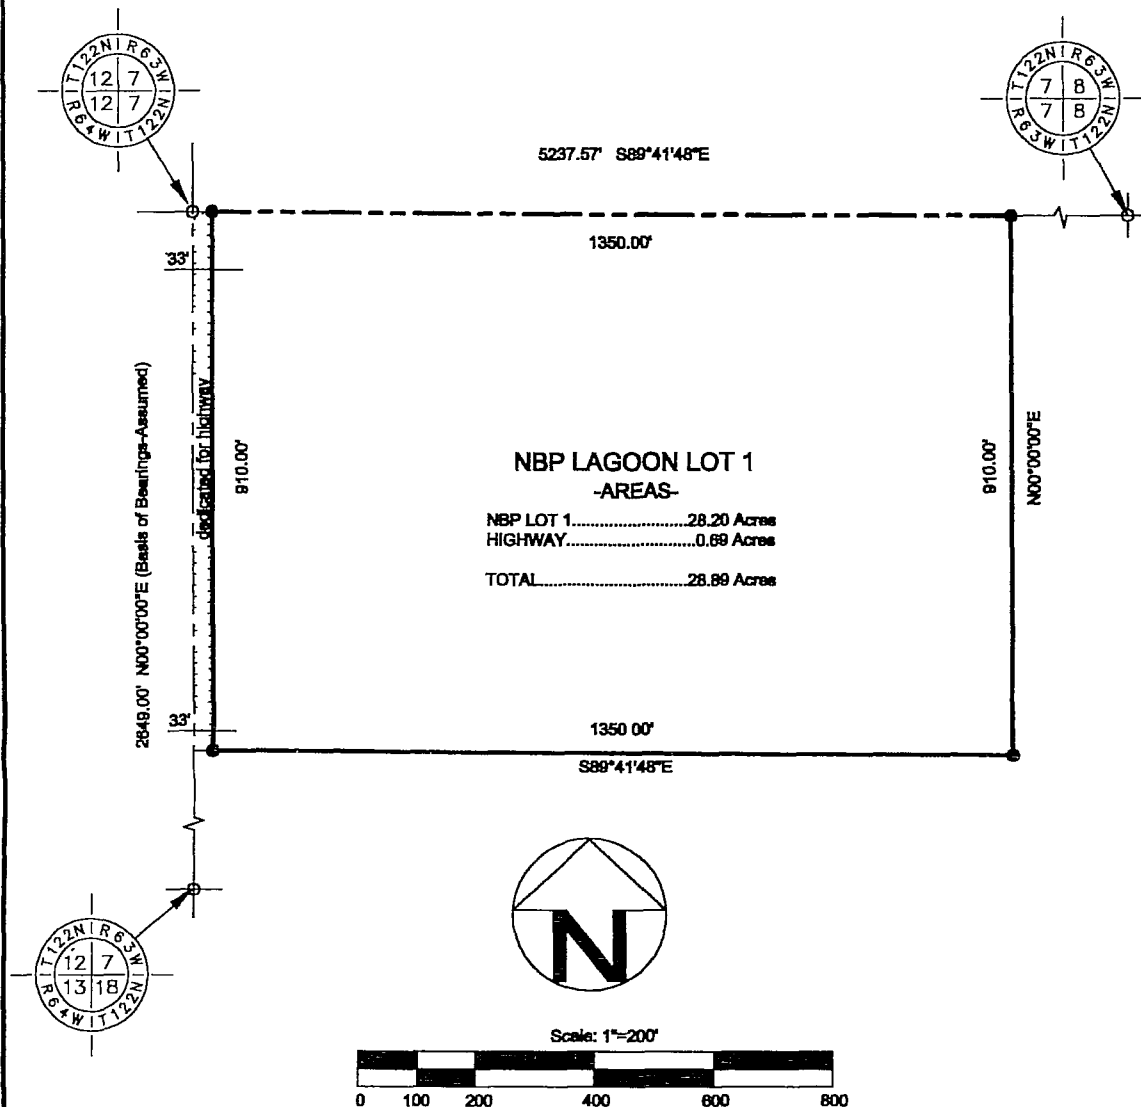 T122N R63W
12 7
12 7
R64W T122N
T122N R63W
7 8
7 8
R63W T122N
5237.57' S89°41'48"E
1350.00'
33'
2649.00' N00°00'00"E (Basis of Bearings-Assumed)
dedicated for highway
910.00'
NBP LAGOON LOT 1
-AREAS-
NBP LOT 1........................28.20 Acres
HIGHWAY...........................0.69 Acres
TOTAL...............................28.89 Acres
910.00'
N00°00'00"E
33'
1350 00'
S89°41'48"E
T122N R63W
12 7
13 18
R64W T122N
N
Scale: 1"=200'
0 100 200 400 600 800